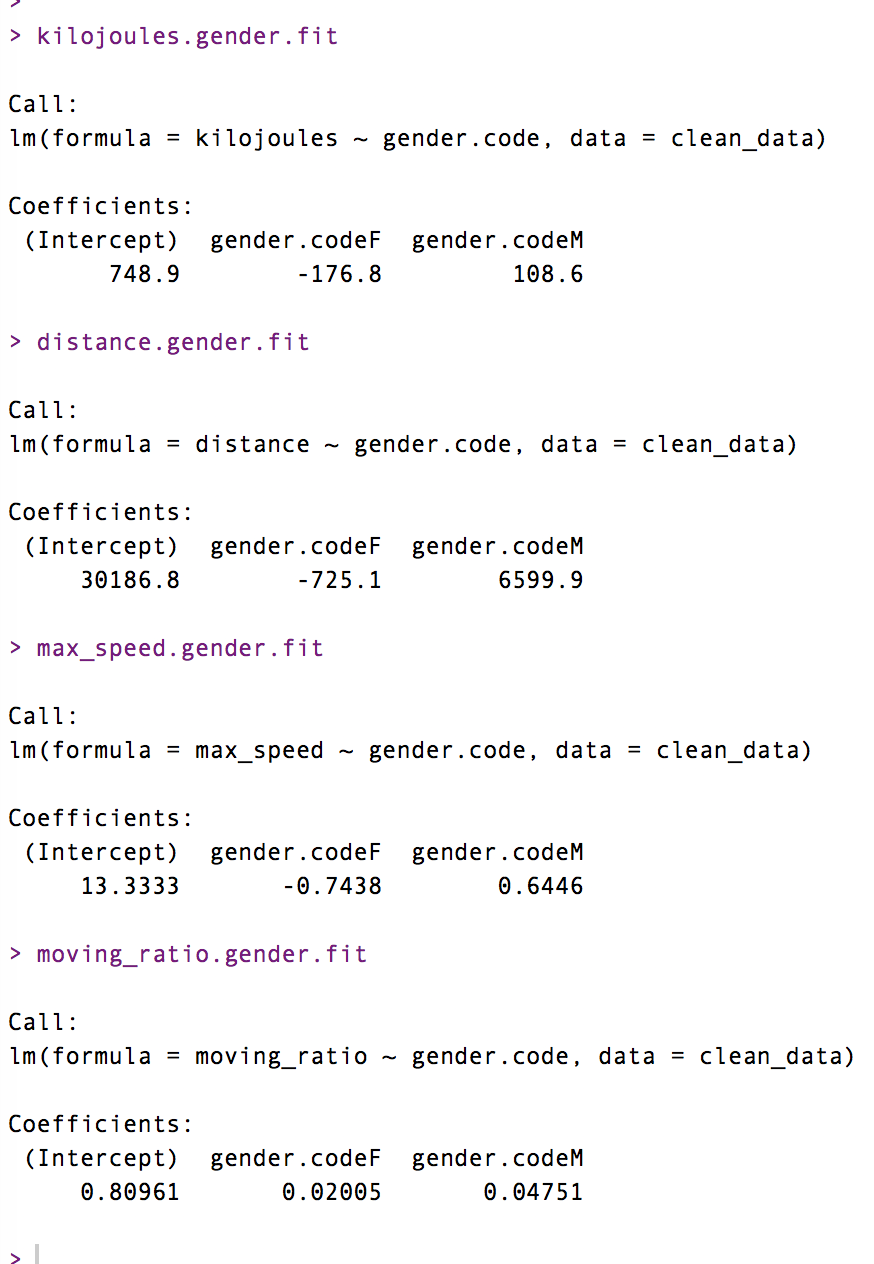 >
> kilojoules.gender.fit

Call:
lm(formula = kilojoules ~ gender.code, data = clean_data)

Coefficients:
 (Intercept)  gender.codeF  gender.codeM
       748.9        -176.8         108.6

> distance.gender.fit

Call:
lm(formula = distance ~ gender.code, data = clean_data)

Coefficients:
 (Intercept)  gender.codeF  gender.codeM
     30186.8        -725.1        6599.9

> max_speed.gender.fit

Call:
lm(formula = max_speed ~ gender.code, data = clean_data)

Coefficients:
 (Intercept)  gender.codeF  gender.codeM
     13.3333       -0.7438        0.6446

> moving_ratio.gender.fit

Call:
lm(formula = moving_ratio ~ gender.code, data = clean_data)

Coefficients:
 (Intercept)  gender.codeF  gender.codeM
     0.80961       0.02005       0.04751

>